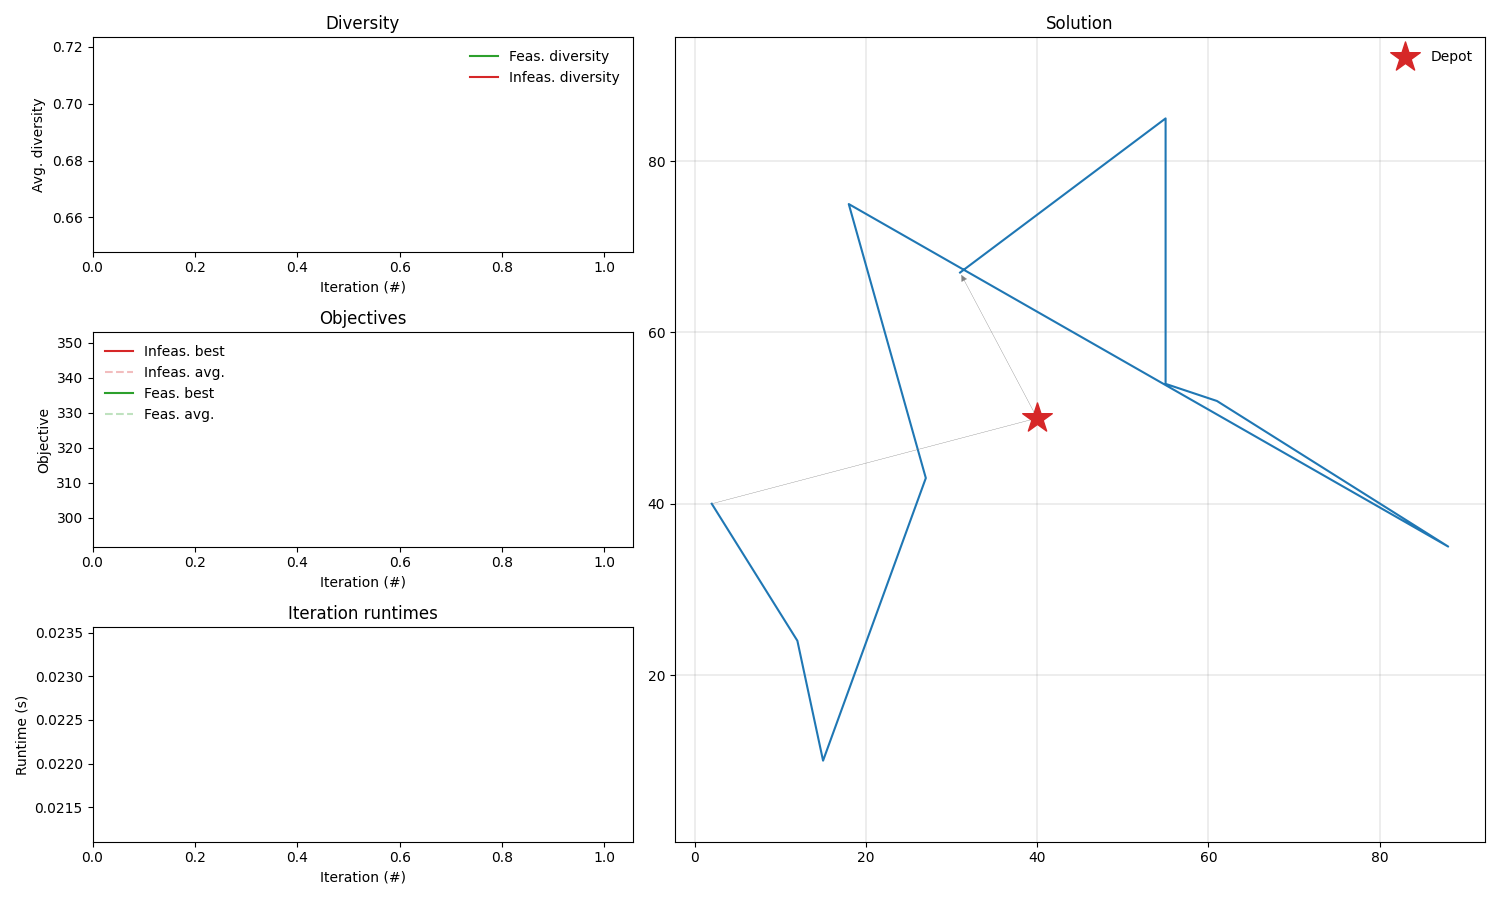 Diversity
0.72
0.70
0.68
0.66
Avg. diversity
Feas. diversity
Infeas. diversity
0.0 0.2 0.4 0.6 0.8 1.0
Iteration (#)
Objectives
350
340
330
320
310
300
Objective
Infeas. best
Infeas. avg.
Feas. best
Feas. avg.
0.0 0.2 0.4 0.6 0.8 1.0
Iteration (#)
Iteration runtimes
0.0235
0.0230
0.0225
0.0220
0.0215
Runtime (s)
0.0 0.2 0.4 0.6 0.8 1.0
Iteration (#)
Solution
Depot
80
60
40
20
0 20 40 60 80